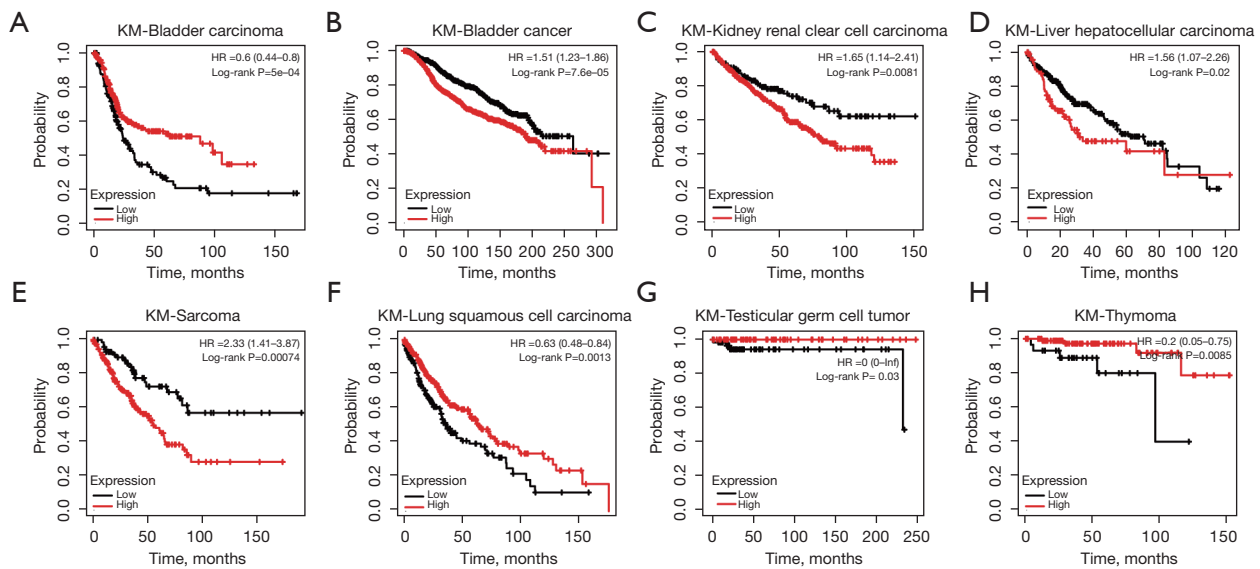 A
KM-Bladder carcinoma
HR =0.6 (0.44–0.8)
Log-rank P=5e–04
Probability
1.0
0.8
0.6
0.4
0.2
0.0
Expression
Low
High
0 50 100 150
Time, months
B
KM-Bladder cancer
HR =1.51 (1.23–1.86)
Log-rank P=7.6e–05
Probability
1.0
0.8
0.6
0.4
0.2
0.0
Expression
Low
High
0 50 100 150 200 250 300
Time, months
C
KM-Kidney renal clear cell carcinoma
HR =1.65 (1.14–2.41)
Log-rank P=0.0081
Probability
1.0
0.8
0.6
0.4
0.2
0.0
Expression
Low
High
0 50 100 150
Time, months
D
KM-Liver hepatocellular carcinoma
HR =1.56 (1.07–2.26)
Log-rank P=0.02
Probability
1.0
0.8
0.6
0.4
0.2
0.0
Expression
Low
High
0 20 40 60 80 100 120
Time, months
E
KM-Sarcoma
HR =2.33 (1.41–3.87)
Log-rank P=0.00074
Probability
1.0
0.8
0.6
0.4
0.2
0.0
Expression
Low
High
0 50 100 150
Time, months
F
KM-Lung squamous cell carcinoma
HR =0.63 (0.48–0.84)
Log-rank P=0.0013
Probability
1.0
0.8
0.6
0.4
0.2
0.0
Expression
Low
High
0 50 100 150
Time, months
G
KM-Testicular germ cell tumor
HR =0 (0–Inf)
Log-rank P= 0.03
Probability
1.0
0.8
0.6
0.4
0.2
0.0
Expression
Low
High
0 50 100 150 200 250
Time, months
H
KM-Thymoma
HR =0.2 (0.05–0.75)
Log-rank P=0.0085
Probability
1.0
0.8
0.6
0.4
0.2
0.0
Expression
Low
High
0 50 100 150
Time, months